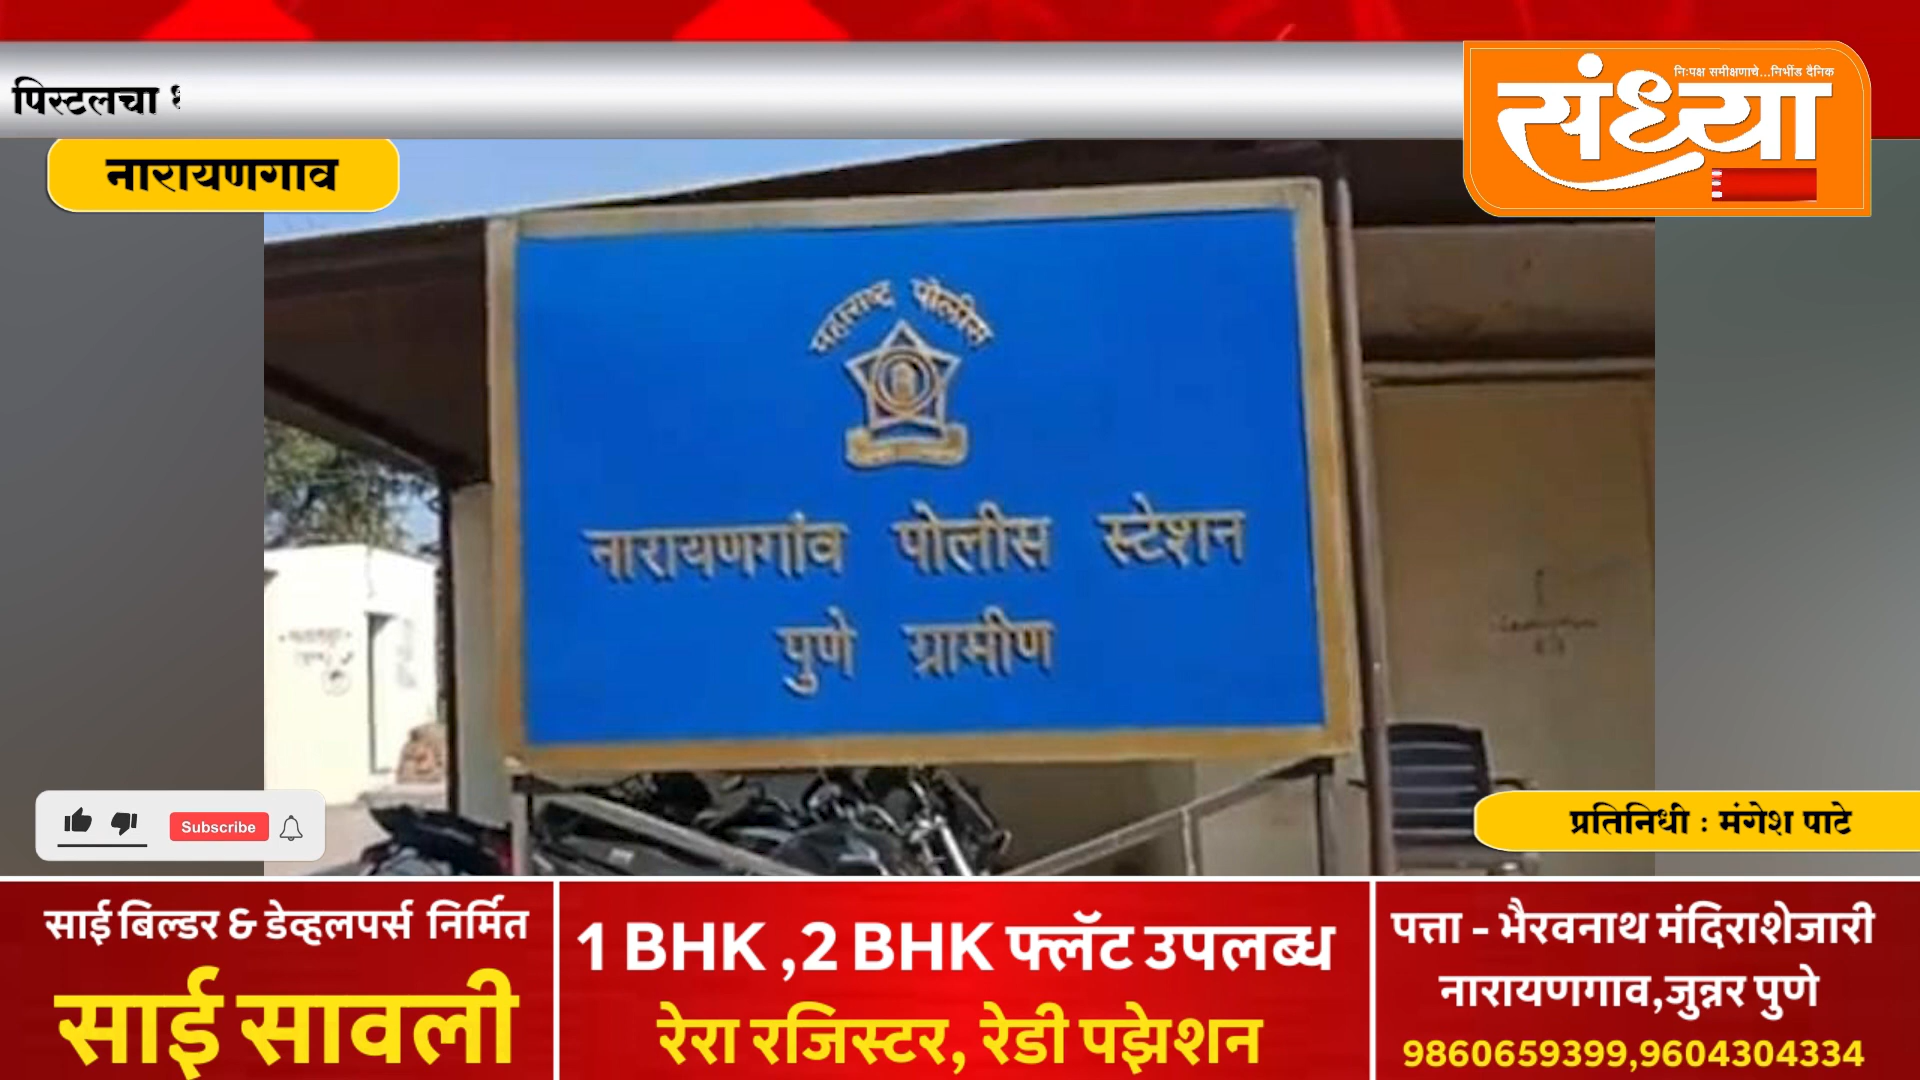 पिस्टलचा
निःपक्ष समीक्षणाचे...निर्भीड दैनिक
संध्या
नारायणगाव
महाराष्ट्र पोलीस
नारायणगांव पोलीस स्टेशन
पुणे ग्रामीण
Subscribe
प्रतिनिधी : मंगेश पाटे
साई बिल्डर & डेव्हलपर्स निर्मित
साई सावली
1 BHK ,2 BHK फ्लॅट उपलब्ध
रेरा रजिस्टर, रेडी पझेशन
पत्ता - भैरवनाथ मंदिराशेजारी
नारायणगाव,जुन्नर पुणे
9860659399,9604304334